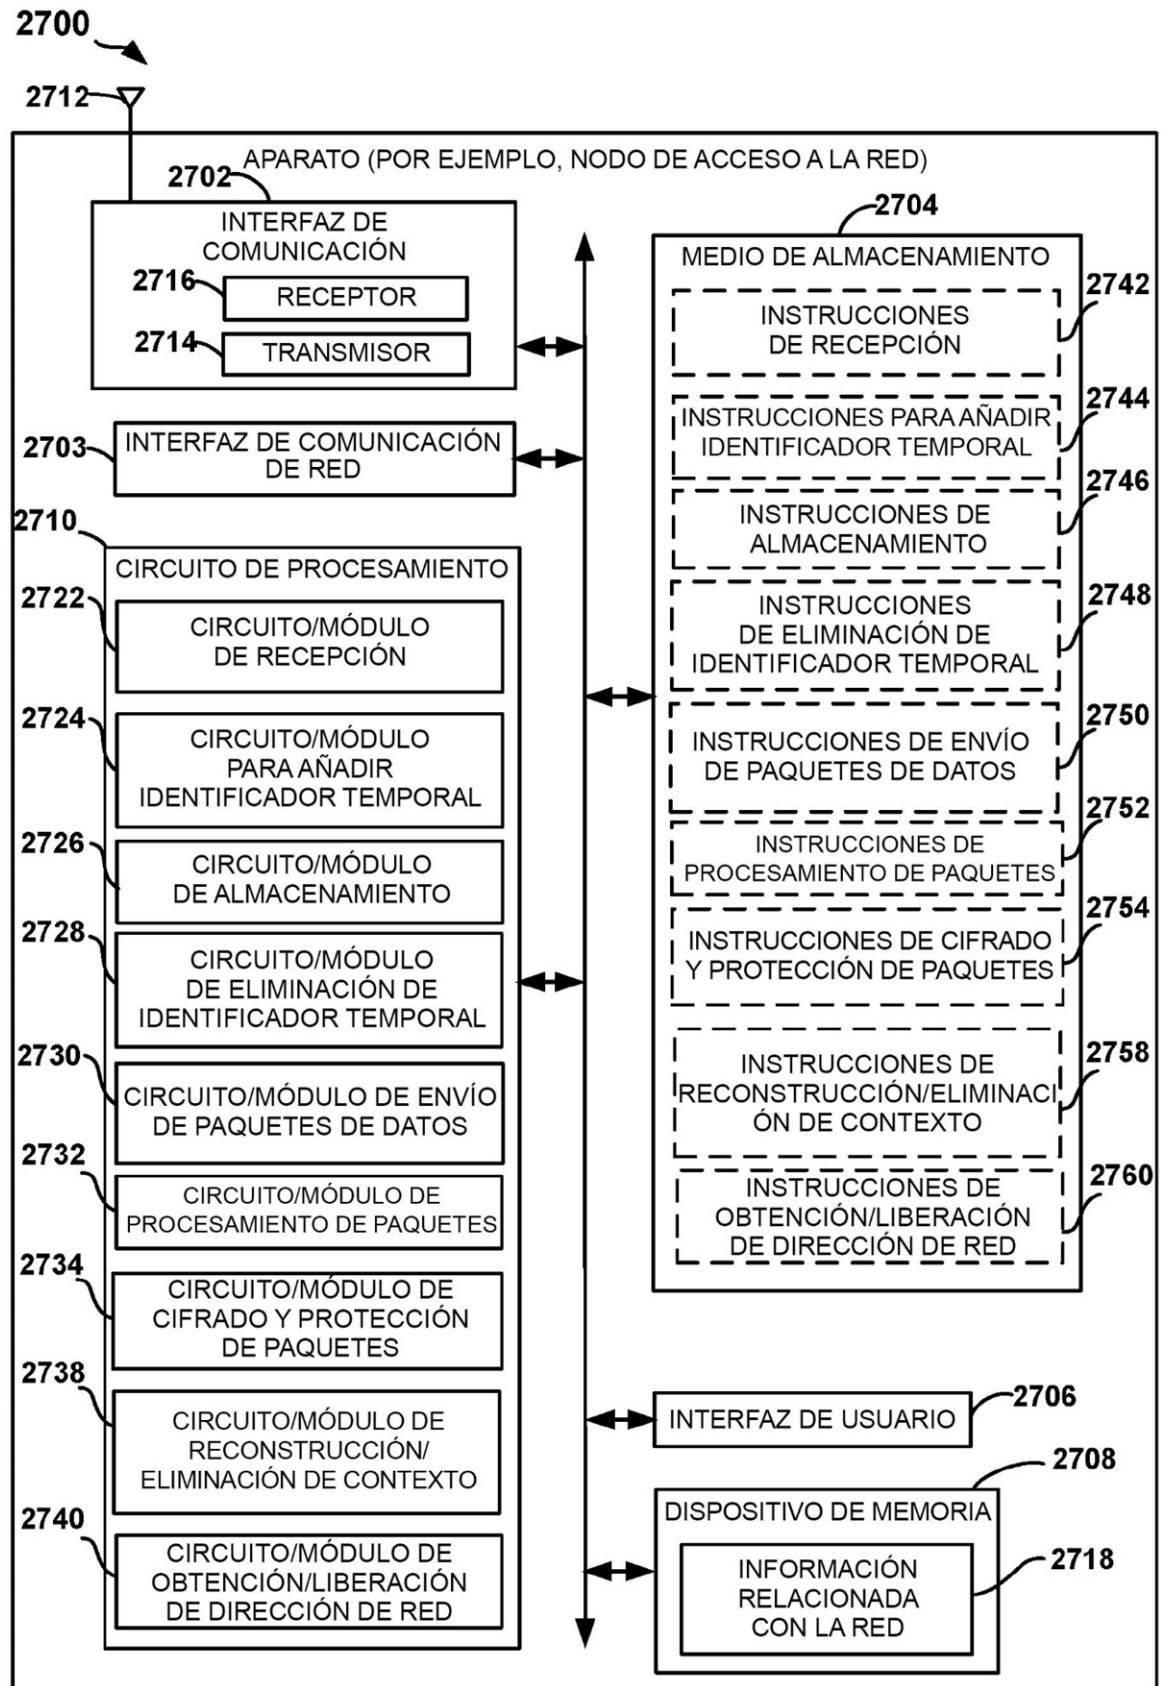 2700
2712
APARATO (POR EJEMPLO, NODO DE ACCESO A LA RED)
2702
INTERFAZ DE
COMUNICACIÓN
2716
RECEPTOR
2714
TRANSMISOR
2703
INTERFAZ DE COMUNICACIÓN
DE RED
2710
CIRCUITO DE PROCESAMIENTO
2722
CIRCUITO/MÓDULO
DE RECEPCIÓN
2724
CIRCUITO/MÓDULO
PARA AÑADIR
IDENTIFICADOR TEMPORAL
2726
CIRCUITO/MÓDULO
DE ALMACENAMIENTO
2728
CIRCUITO/MÓDULO
DE ELIMINACIÓN DE
IDENTIFICADOR TEMPORAL
2730
CIRCUITO/MÓDULO DE ENVÍO
DE PAQUETES DE DATOS
2732
CIRCUITO/MÓDULO DE
PROCESAMIENTO DE PAQUETES
2734
CIRCUITO/MÓDULO DE
CIFRADO Y PROTECCIÓN
DE PAQUETES
2738
CIRCUITO/MÓDULO DE
RECONSTRUCCIÓN/
ELIMINACIÓN DE CONTEXTO
2740
CIRCUITO/MÓDULO DE
OBTENCIÓN/LIBERACIÓN
DE DIRECCIÓN DE RED
2704
MEDIO DE ALMACENAMIENTO
2742
INSTRUCCIONES
DE RECEPCIÓN
2744
INSTRUCCIONES PARA AÑADIR
IDENTIFICADOR TEMPORAL
2746
INSTRUCCIONES DE
ALMACENAMIENTO
2748
INSTRUCCIONES
DE ELIMINACIÓN DE
IDENTIFICADOR TEMPORAL
2750
INSTRUCCIONES DE ENVÍO
DE PAQUETES DE DATOS
2752
INSTRUCCIONES DE
PROCESAMIENTO DE PAQUETES
2754
INSTRUCCIONES DE CIFRADO
Y PROTECCIÓN DE PAQUETES
2758
INSTRUCCIONES DE
RECONSTRUCCIÓN/ELIMINACI
ÓN DE CONTEXTO
2760
INSTRUCCIONES DE
OBTENCIÓN/LIBERACIÓN
DE DIRECCIÓN DE RED
2706
INTERFAZ DE USUARIO
2708
DISPOSITIVO DE MEMORIA
2718
INFORMACIÓN
RELACIONADA
CON LA RED